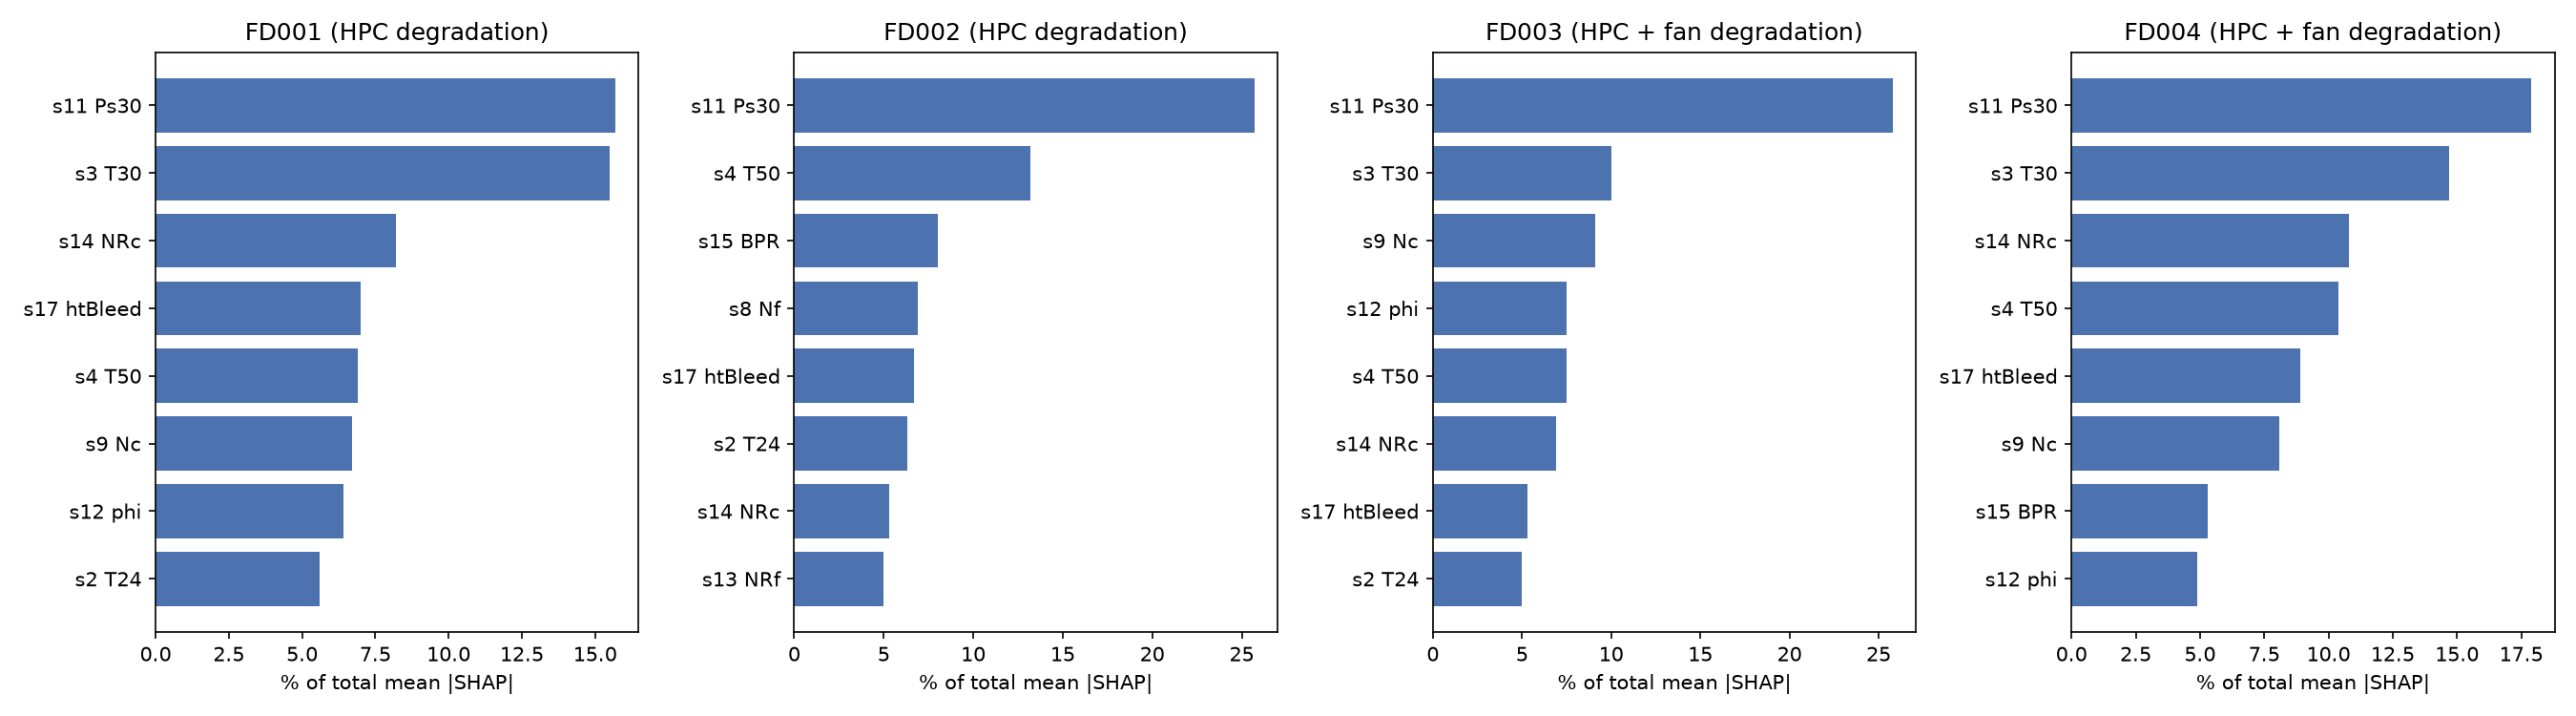 FD001 (HPC degradation)
s11 Ps30
s3 T30
s14 NRc
s17 htBleed
s4 T50
s9 Nc
s12 phi
s2 T24
0.0 2.5 5.0 7.5 10.0 12.5 15.0
% of total mean |SHAP|
FD002 (HPC degradation)
s11 Ps30
s4 T50
s15 BPR
s8 Nf
s17 htBleed
s2 T24
s14 NRc
s13 NRf
0 5 10 15 20 25
% of total mean |SHAP|
FD003 (HPC + fan degradation)
s11 Ps30
s3 T30
s9 Nc
s12 phi
s4 T50
s14 NRc
s17 htBleed
s2 T24
0 5 10 15 20 25
% of total mean |SHAP|
FD004 (HPC + fan degradation)
s11 Ps30
s3 T30
s14 NRc
s4 T50
s17 htBleed
s9 Nc
s15 BPR
s12 phi
0.0 2.5 5.0 7.5 10.0 12.5 15.0 17.5
% of total mean |SHAP|